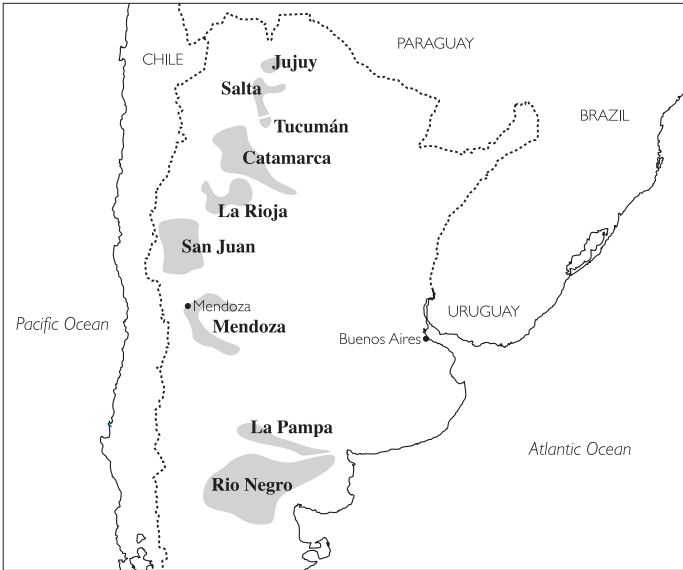 PARAGUAY
CHILE
Jujuy
Salta
BRAZIL
Tucumán
Catamarca
La Rioja
San Juan
Mendoza
URUGUAY
Pacific Ocean
Mendoza
Buenos Aires
La Pampa
Atlantic Ocean
Rio Negro